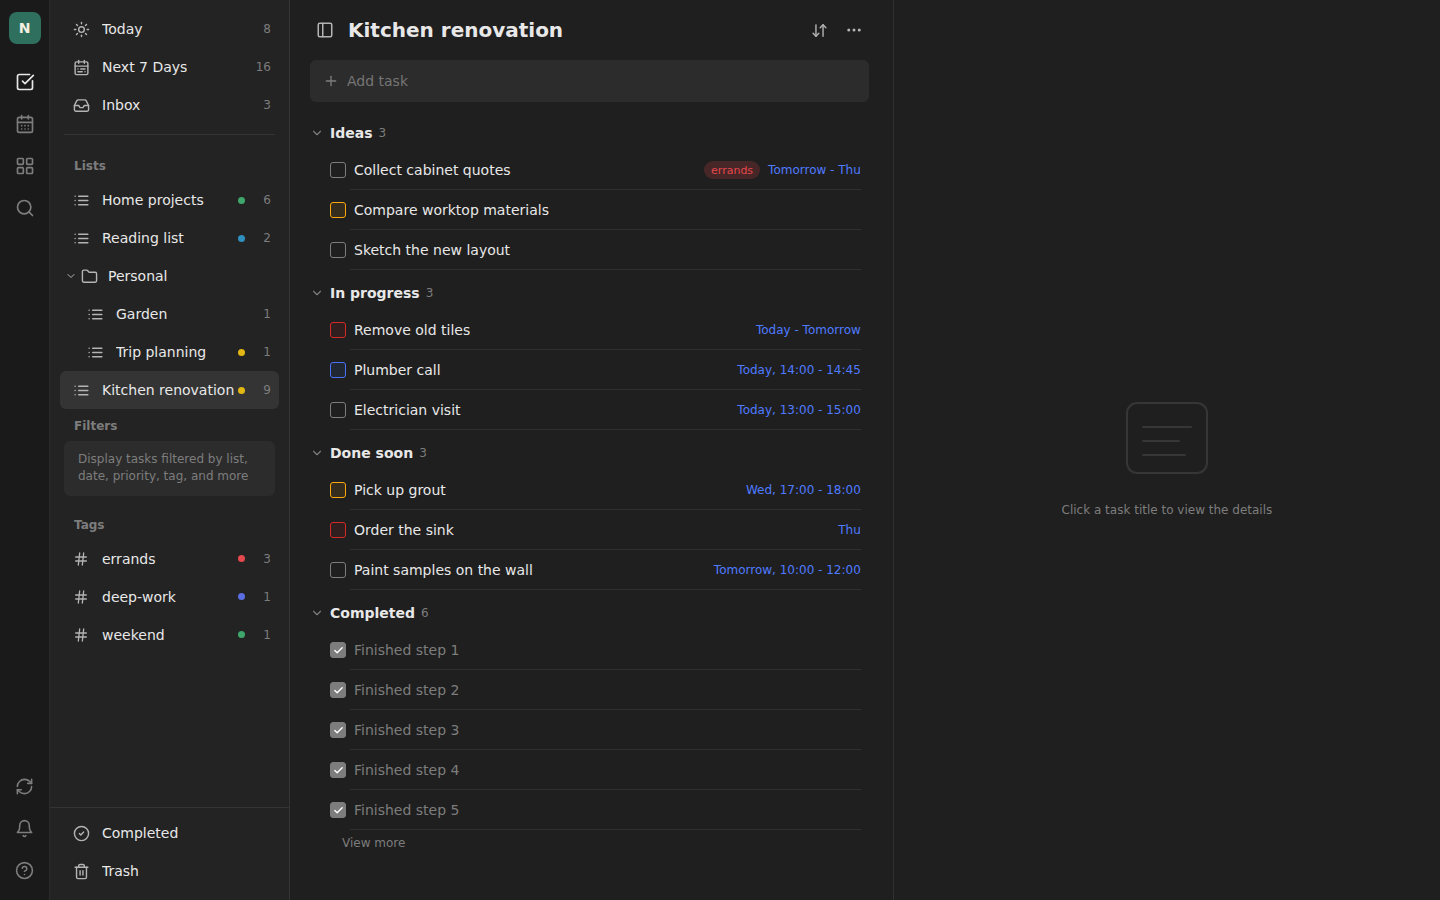 N
Today 8
Next 7 Days 16
Inbox 3
Lists
Home projects 6
Reading list 2
Personal
Garden 1
Trip planning 1
Kitchen renovation 9
Filters
Display tasks filtered by list,
date, priority, tag, and more
Tags
errands 3
deep-work 1
weekend 1
Completed
Trash
Kitchen renovation
Add task
Ideas 3
Collect cabinet quotes errands Tomorrow - Thu
Compare worktop materials
Sketch the new layout
In progress 3
Remove old tiles Today - Tomorrow
Plumber call Today, 14:00 - 14:45
Electrician visit Today, 13:00 - 15:00
Done soon 3
Pick up grout Wed, 17:00 - 18:00
Order the sink Thu
Paint samples on the wall Tomorrow, 10:00 - 12:00
Completed 6
Finished step 1
Finished step 2
Finished step 3
Finished step 4
Finished step 5
View more
Click a task title to view the details